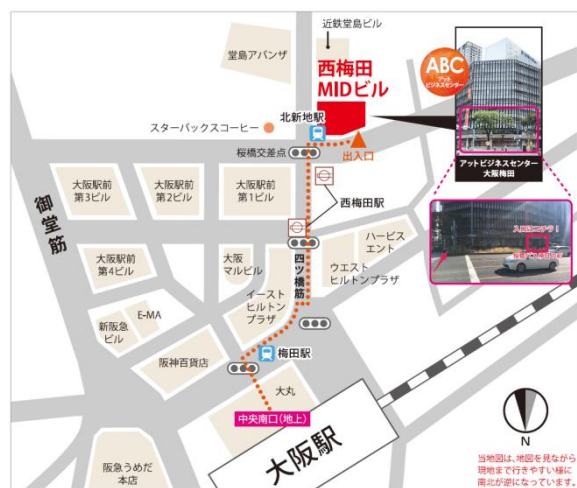 近鉄堂島ビル
堂島アバンザ
西梅田
MIDビル
ABC
アット
ビジネスセンター
北新地駅
スターバックスコーヒー
出入口
桜橋交差点
アットビジネスセンター
大阪梅田
大阪駅前
第3ビル
大阪駅前
第2ビル
大阪駅前
第1ビル
西梅田駅
御堂筋
入口はコチラ！
大阪駅前
第4ビル
大阪
マルビル
四ツ橋筋
ハービス
エント
ウエスト
ヒルトンプラザ
イースト
ヒルトン
プラザ
E-MA
新阪急
ビル
阪神百貨店
梅田駅
大丸
中央南口(地上)
大阪駅
阪急うめだ
本店
N
当地図は、地図を見ながら
現地まで行きやすい様に
南北が逆になっています。